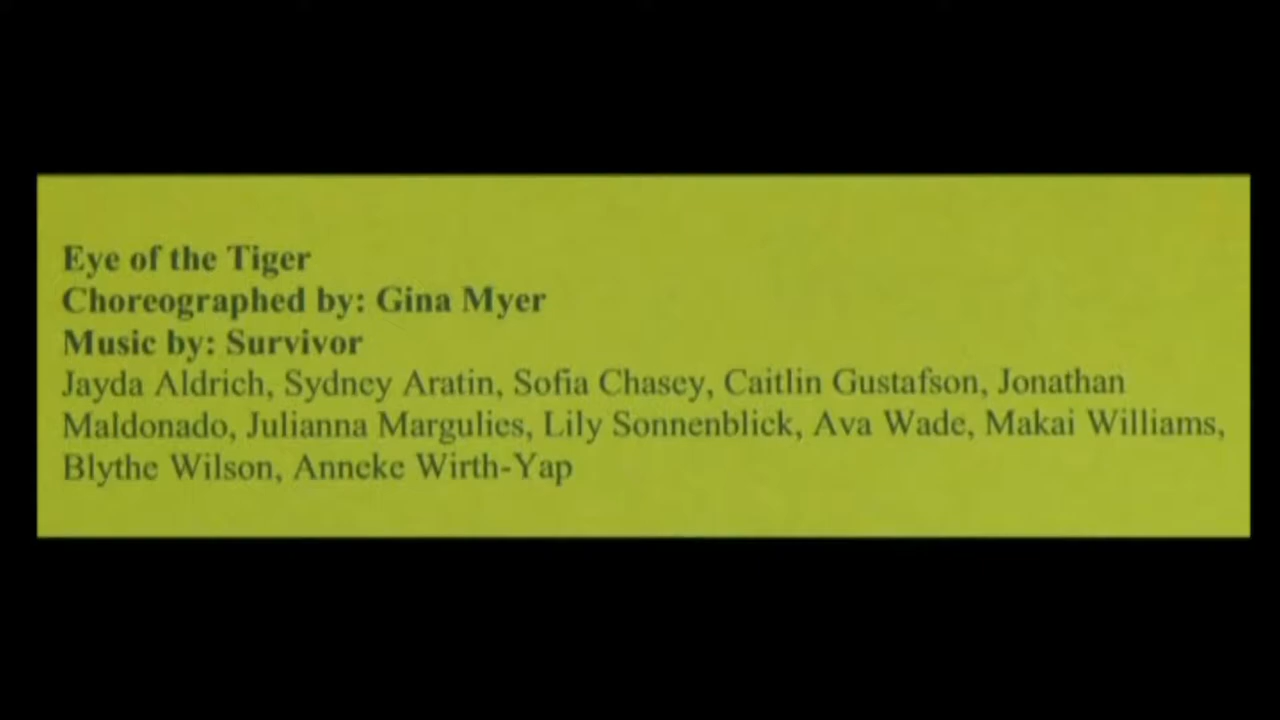 Eye of the Tiger
Choreographed by: Gina Myer
Music by: Survivor
Jayda Aldrich, Sydney Aratin, Sofia Chasey, Caitlin Gustafson, Jonathan
Maldonado, Julianna Margulies, Lily Sonnenblick, Ava Wade, Makai Williams,
Blythe Wilson, Anneke Wirth-Yap